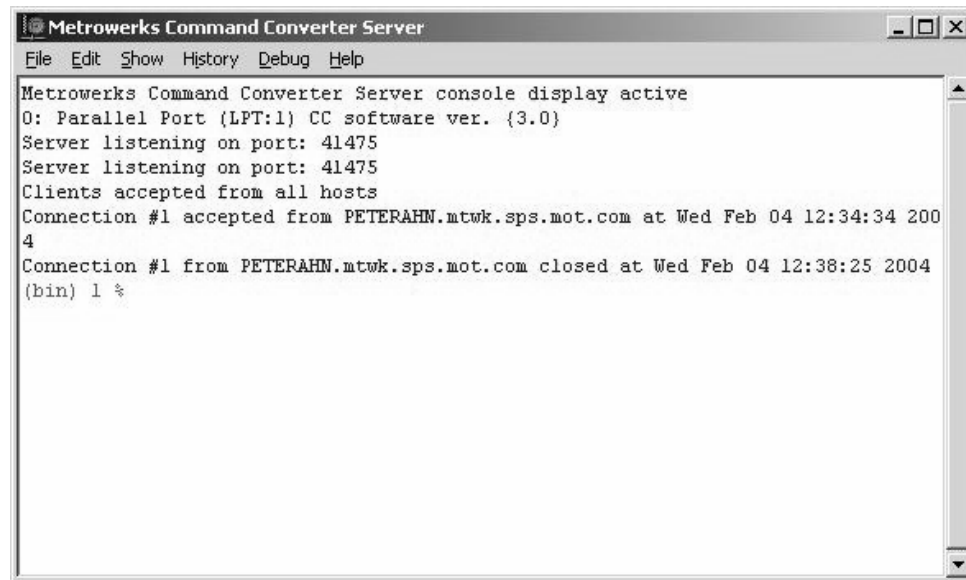 Metrowerks Command Converter Server
File Edit Show History Debug Help
Metrowerks Command Converter Server console display active
0: Parallel Port (LPT:1) CC software ver. {3.0}
Server listening on port: 41475
Server listening on port: 41475
Clients accepted from all hosts
Connection #1 accepted from PETERAHN.mtwk.sps.mot.com at Wed Feb 04 12:34:34 200
4
Connection #1 from PETERAHN.mtwk.sps.mot.com closed at Wed Feb 04 12:38:25 2004
(bin) 1 %